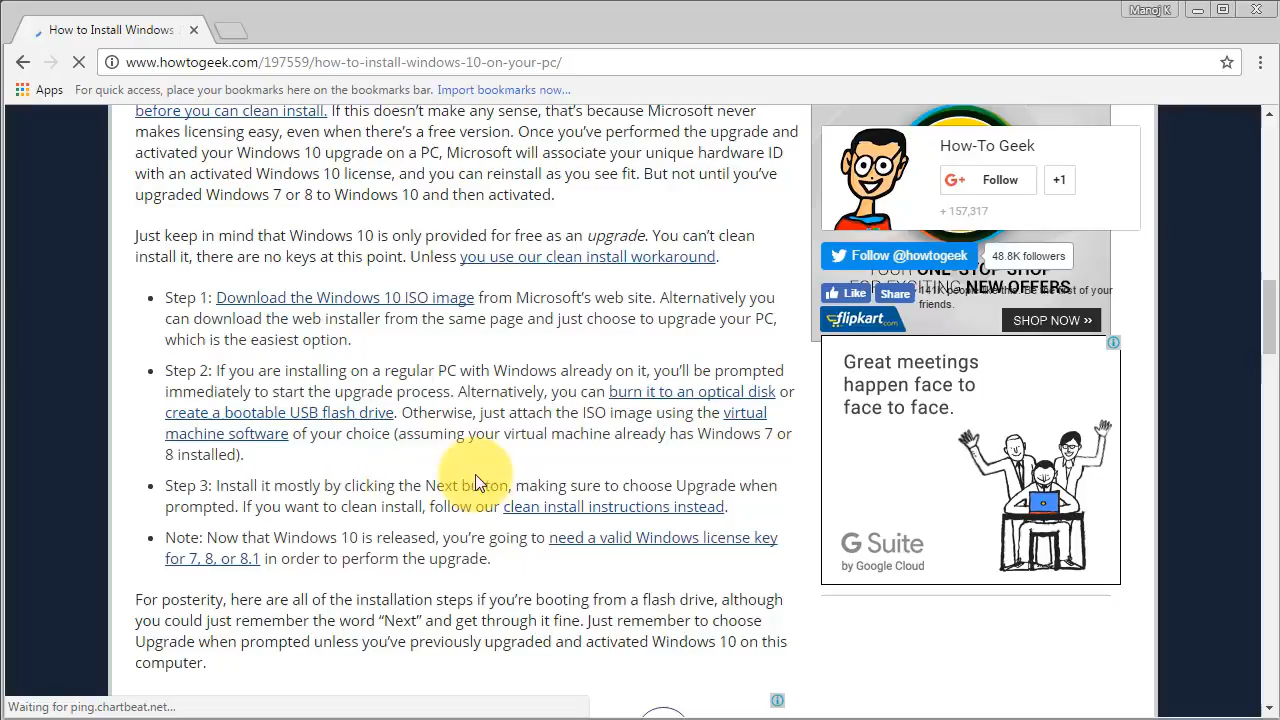 Manoj K
How to Install Windows
www.howtogeek.com/197559/how-to-install-windows-10-on-your-pc/
Apps For quick access, place your bookmarks here on the bookmarks bar. Import bookmarks now...
before you can clean install. If this doesn't make any sense, that's because Microsoft never
makes licensing easy, even when there's a free version. Once you've performed the upgrade and
activated your Windows 10 upgrade on a PC, Microsoft will associate your unique hardware ID
with an activated Windows 10 license, and you can reinstall as you see fit. But not until you've
upgraded Windows 7 or 8 to Windows 10 and then activated.
Just keep in mind that Windows 10 is only provided for free as an upgrade. You can't clean
install it, there are no keys at this point. Unless you use our clean install workaround.
• Step 1: Download the Windows 10 ISO image from Microsoft's web site. Alternatively you
can download the web installer from the same page and just choose to upgrade your PC,
which is the easiest option.
• Step 2: If you are installing on a regular PC with Windows already on it, you'll be prompted
immediately to start the upgrade process. Alternatively, you can burn it to an optical disk or
create a bootable USB flash drive. Otherwise, just attach the ISO image using the virtual
machine software of your choice (assuming your virtual machine already has Windows 7 or
8 installed).
• Step 3: Install it mostly by clicking the Next button, making sure to choose Upgrade when
prompted. If you want to clean install, follow our clean install instructions instead.
• Note: Now that Windows 10 is released, you're going to need a valid Windows license key
for 7, 8, or 8.1 in order to perform the upgrade.
For posterity, here are all of the installation steps if you're booting from a flash drive, although
you could just remember the word "Next" and get through it fine. Just remember to choose
Upgrade when prompted unless you've previously upgraded and activated Windows 10 on this
computer.
How-To Geek
G+ Follow +1
+ 157,317
Follow @howtogeek 48.8K followers
YOUR ONE-STOP SHOP
FOR EXCITING NEW OFFERS
Like Share
people like this. Be the first of your
friends.
flipkart.com SHOP NOW »
Great meetings
happen face to
face to face.
G Suite
by Google Cloud
Waiting for ping.chartbeat.net...